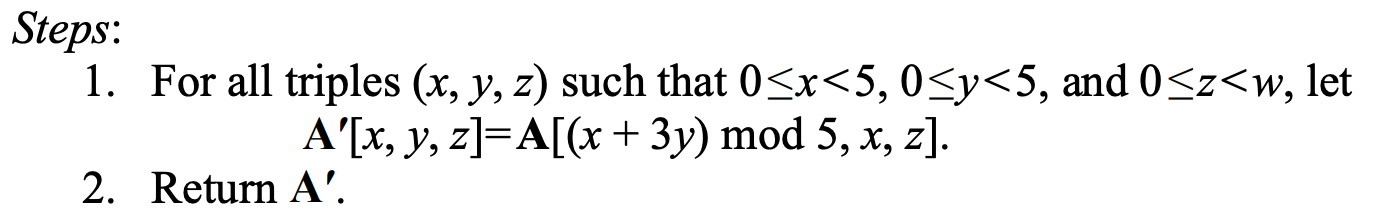 Steps:
1. For all triples (x, y, z) such that 0≤x<5, 0≤y<5, and 0≤z<w, let
A′[x, y, z]=A[(x + 3y) mod 5, x, z].
2. Return A′.